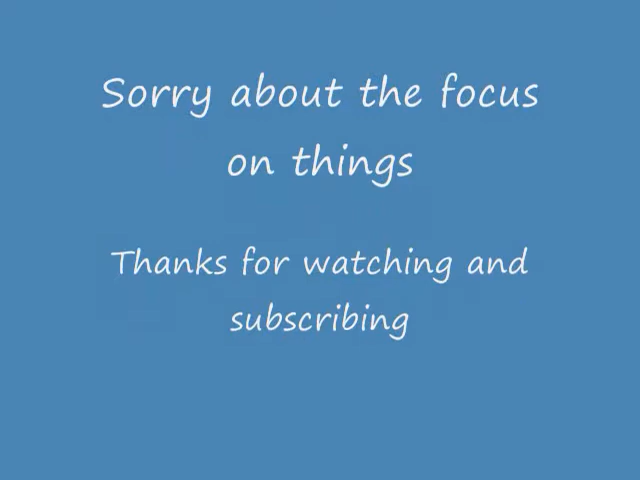 Sorry about the focus
on things
Thanks for watching and
subscribing